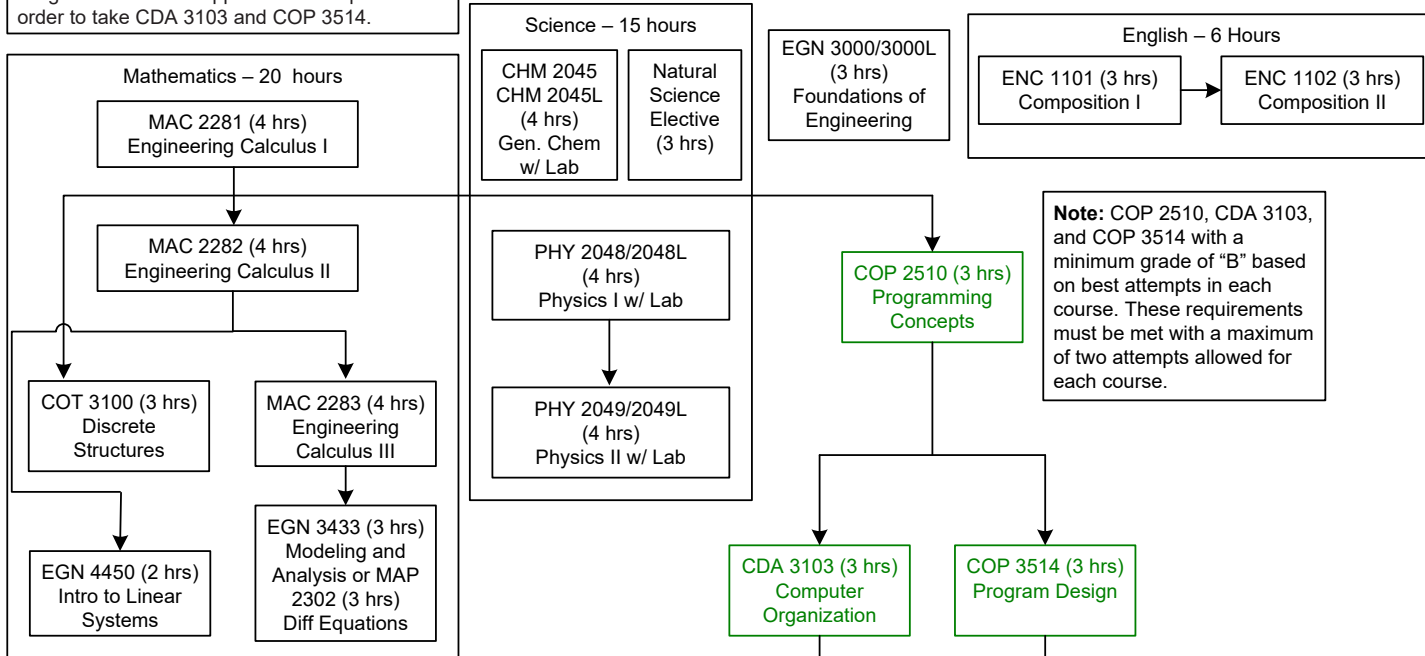 order to take CDA 3103 and COP 3514.
Mathematics – 20 hours
MAC 2281 (4 hrs)
Engineering Calculus I
MAC 2282 (4 hrs)
Engineering Calculus II
COT 3100 (3 hrs)
Discrete
Structures
MAC 2283 (4 hrs)
Engineering
Calculus III
EGN 4450 (2 hrs)
Intro to Linear
Systems
EGN 3433 (3 hrs)
Modeling and
Analysis or MAP
2302 (3 hrs)
Diff Equations
Science – 15 hours
CHM 2045
CHM 2045L
(4 hrs)
Gen. Chem
w/ Lab
Natural
Science
Elective
(3 hrs)
PHY 2048/2048L
(4 hrs)
Physics I w/ Lab
PHY 2049/2049L
(4 hrs)
Physics II w/ Lab
EGN 3000/3000L
(3 hrs)
Foundations of
Engineering
English – 6 Hours
ENC 1101 (3 hrs)
Composition I
ENC 1102 (3 hrs)
Composition II
Note: COP 2510, CDA 3103,
and COP 3514 with a
minimum grade of “B” based
on best attempts in each
course. These requirements
must be met with a maximum
of two attempts allowed for
each course.
COP 2510 (3 hrs)
Programming
Concepts
CDA 3103 (3 hrs)
Computer
Organization
COP 3514 (3 hrs)
Program Design